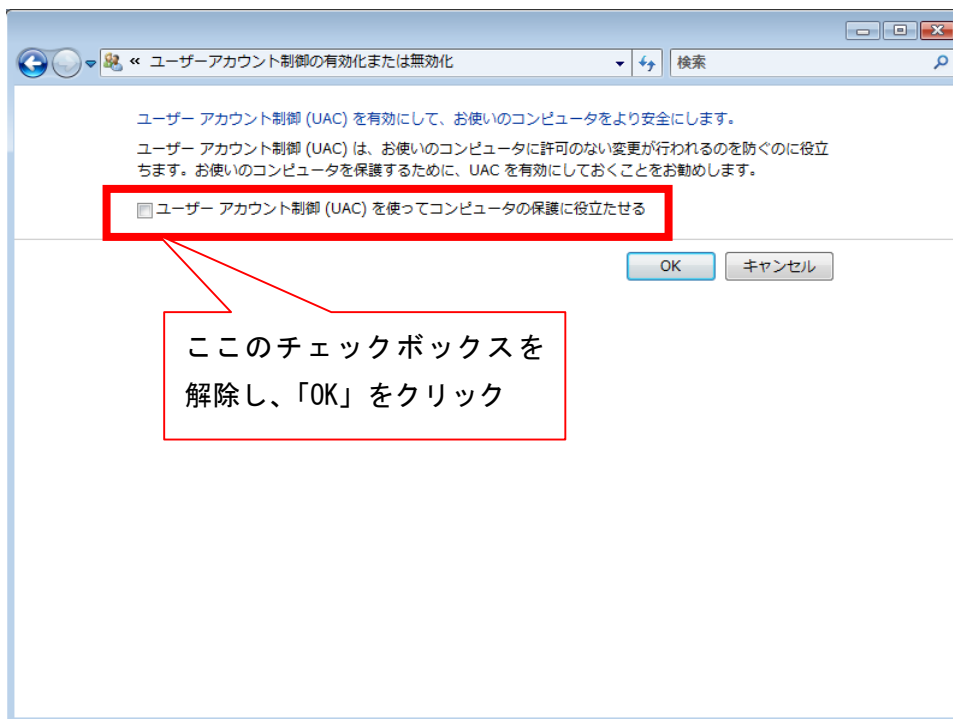 « ユーザーアカウント制御の有効化または無効化
検索
ユーザー アカウント制御 (UAC) を有効にして、お使いのコンピュータをより安全にします。
ユーザー アカウント制御 (UAC) は、お使いのコンピュータに許可のない変更が行われるのを防ぐのに役立
ちます。お使いのコンピュータを保護するために、UAC を有効にしておくことをお勧めします。
ユーザー アカウント制御 (UAC) を使ってコンピュータの保護に役立たせる
OK
キャンセル
ここのチェックボックスを
解除し、「OK」をクリック